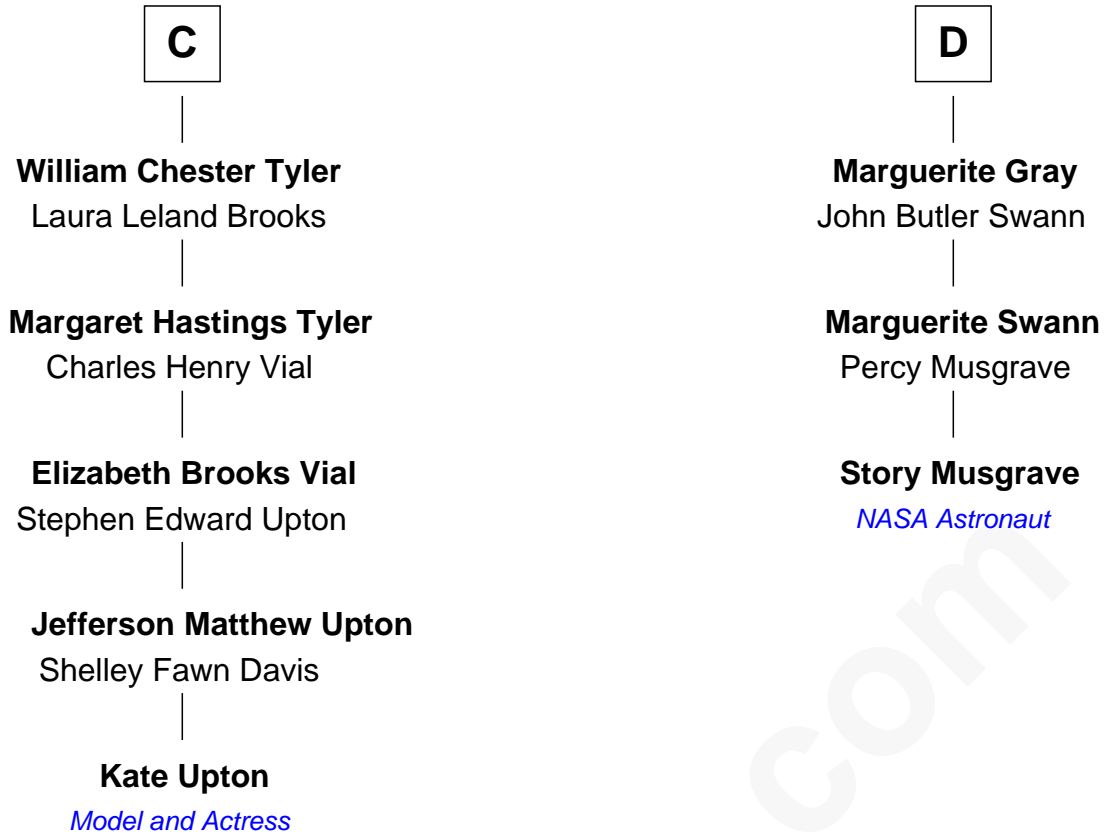 C
William Chester Tyler
Laura Leland Brooks
Margaret Hastings Tyler
Charles Henry Vial
Elizabeth Brooks Vial
Stephen Edward Upton
Jefferson Matthew Upton
Shelley Fawn Davis
Kate Upton
Model and Actress
D
Marguerite Gray
John Butler Swann
Marguerite Swann
Percy Musgrave
Story Musgrave
NASA Astronaut
com